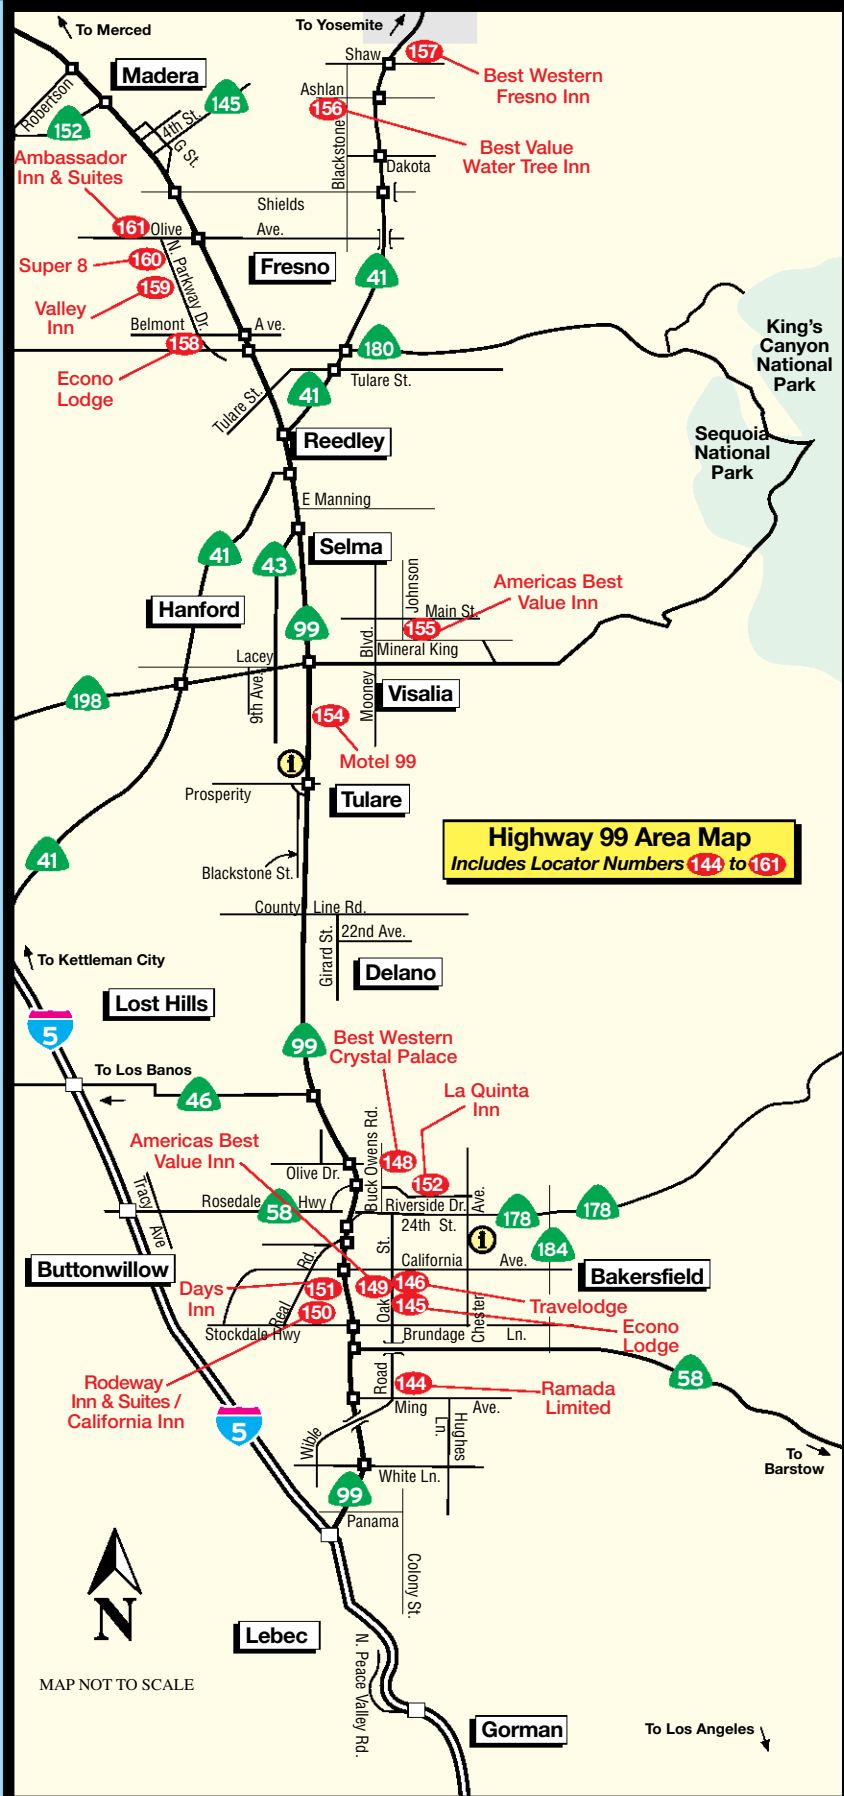 To Merced
To Yosemite
Shaw
157
Madera
Best Western
Fresno Inn
Robertson
145
Ashlan
156
4th St.
152
G St.
Blackstone
Best Value
Water Tree Inn
Dakota
Ambassador
Inn & Suites
Shields
161
Olive
Ave.
Super 8
160
N. Parkway Dr.
Fresno
41
159
Valley
Inn
Belmont
Ave.
158
180
King's
Canyon
National
Park
Econo
Lodge
Tulare St.
Tulare St.
41
Reedley
Sequoia
National
Park
E Manning
41
43
Selma
Johnson
Americas Best
Value Inn
Hanford
99
Main St.
155
Blvd.
Mineral King
Lacey
198
9th Ave.
Mooney
Visalia
154
Motel 99
i
Prosperity
Tulare
Highway 99 Area Map
Includes Locator Numbers 144 to 161
41
Blackstone St.
County Line Rd.
22nd Ave.
Girard St.
To Kettleman City
Delano
Lost Hills
5
99
Best Western
Crystal Palace
To Los Banos
46
La Quinta
Inn
Buck Owens Rd.
Americas Best
Value Inn
148
Olive Dr.
152
Tracy
Ave
Rosedale
58
Hwy
Riverside Dr.
Ave.
178
178
24th St.
St.
i
184
Rd.
California
Ave.
Buttonwillow
Bakersfield
Days
Inn
151
149
146
Travelodge
150
Real
Oak
145
Chester
Econo
Lodge
Stockdale Hwy
Brundage
Ln.
Rodeway
Inn & Suites /
California Inn
Road
144
Ramada
Limited
58
Ming
Ave.
5
Wible
Hughes
Ln.
To
Barstow
White Ln.
99
Panama
Colony St.
N
Lebec
MAP NOT TO SCALE
N. Peace Valley Rd.
Gorman
To Los Angeles